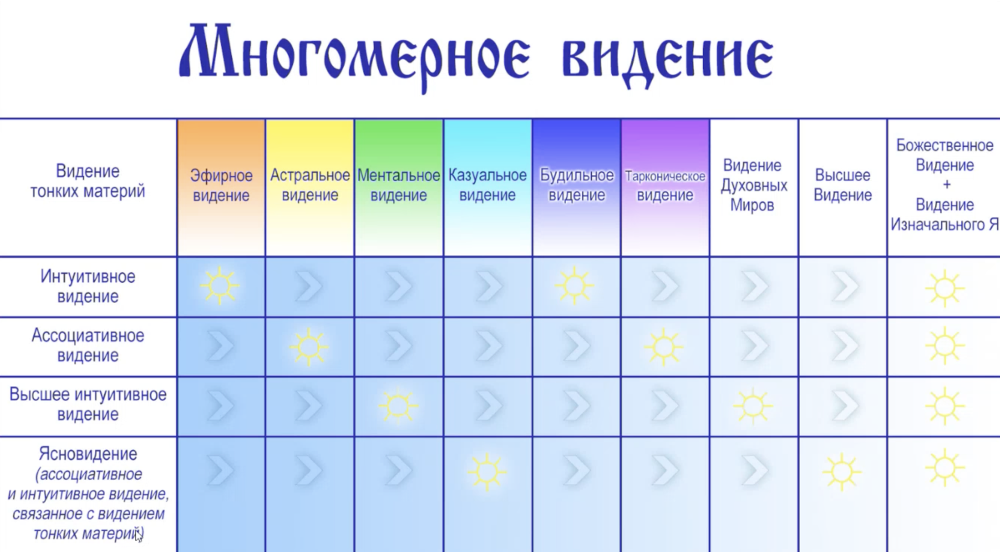 Многомерное видение
Видение
тонких материй
Эфирное
видение
Астральное
видение
Ментальное
видение
Казуальное
видение
Будильное
видение
Тарконическое
видение
Видение
Духовных
Миров
Высшее
Видение
Божественное
Видение
+
Видение
Изначального Я
Интуитивное
видение
Ассоциативное
видение
Высшее интуитивное
видение
Ясновидение
(ассоциативное
и интуитивное видение,
связанное с видением
тонких материй)